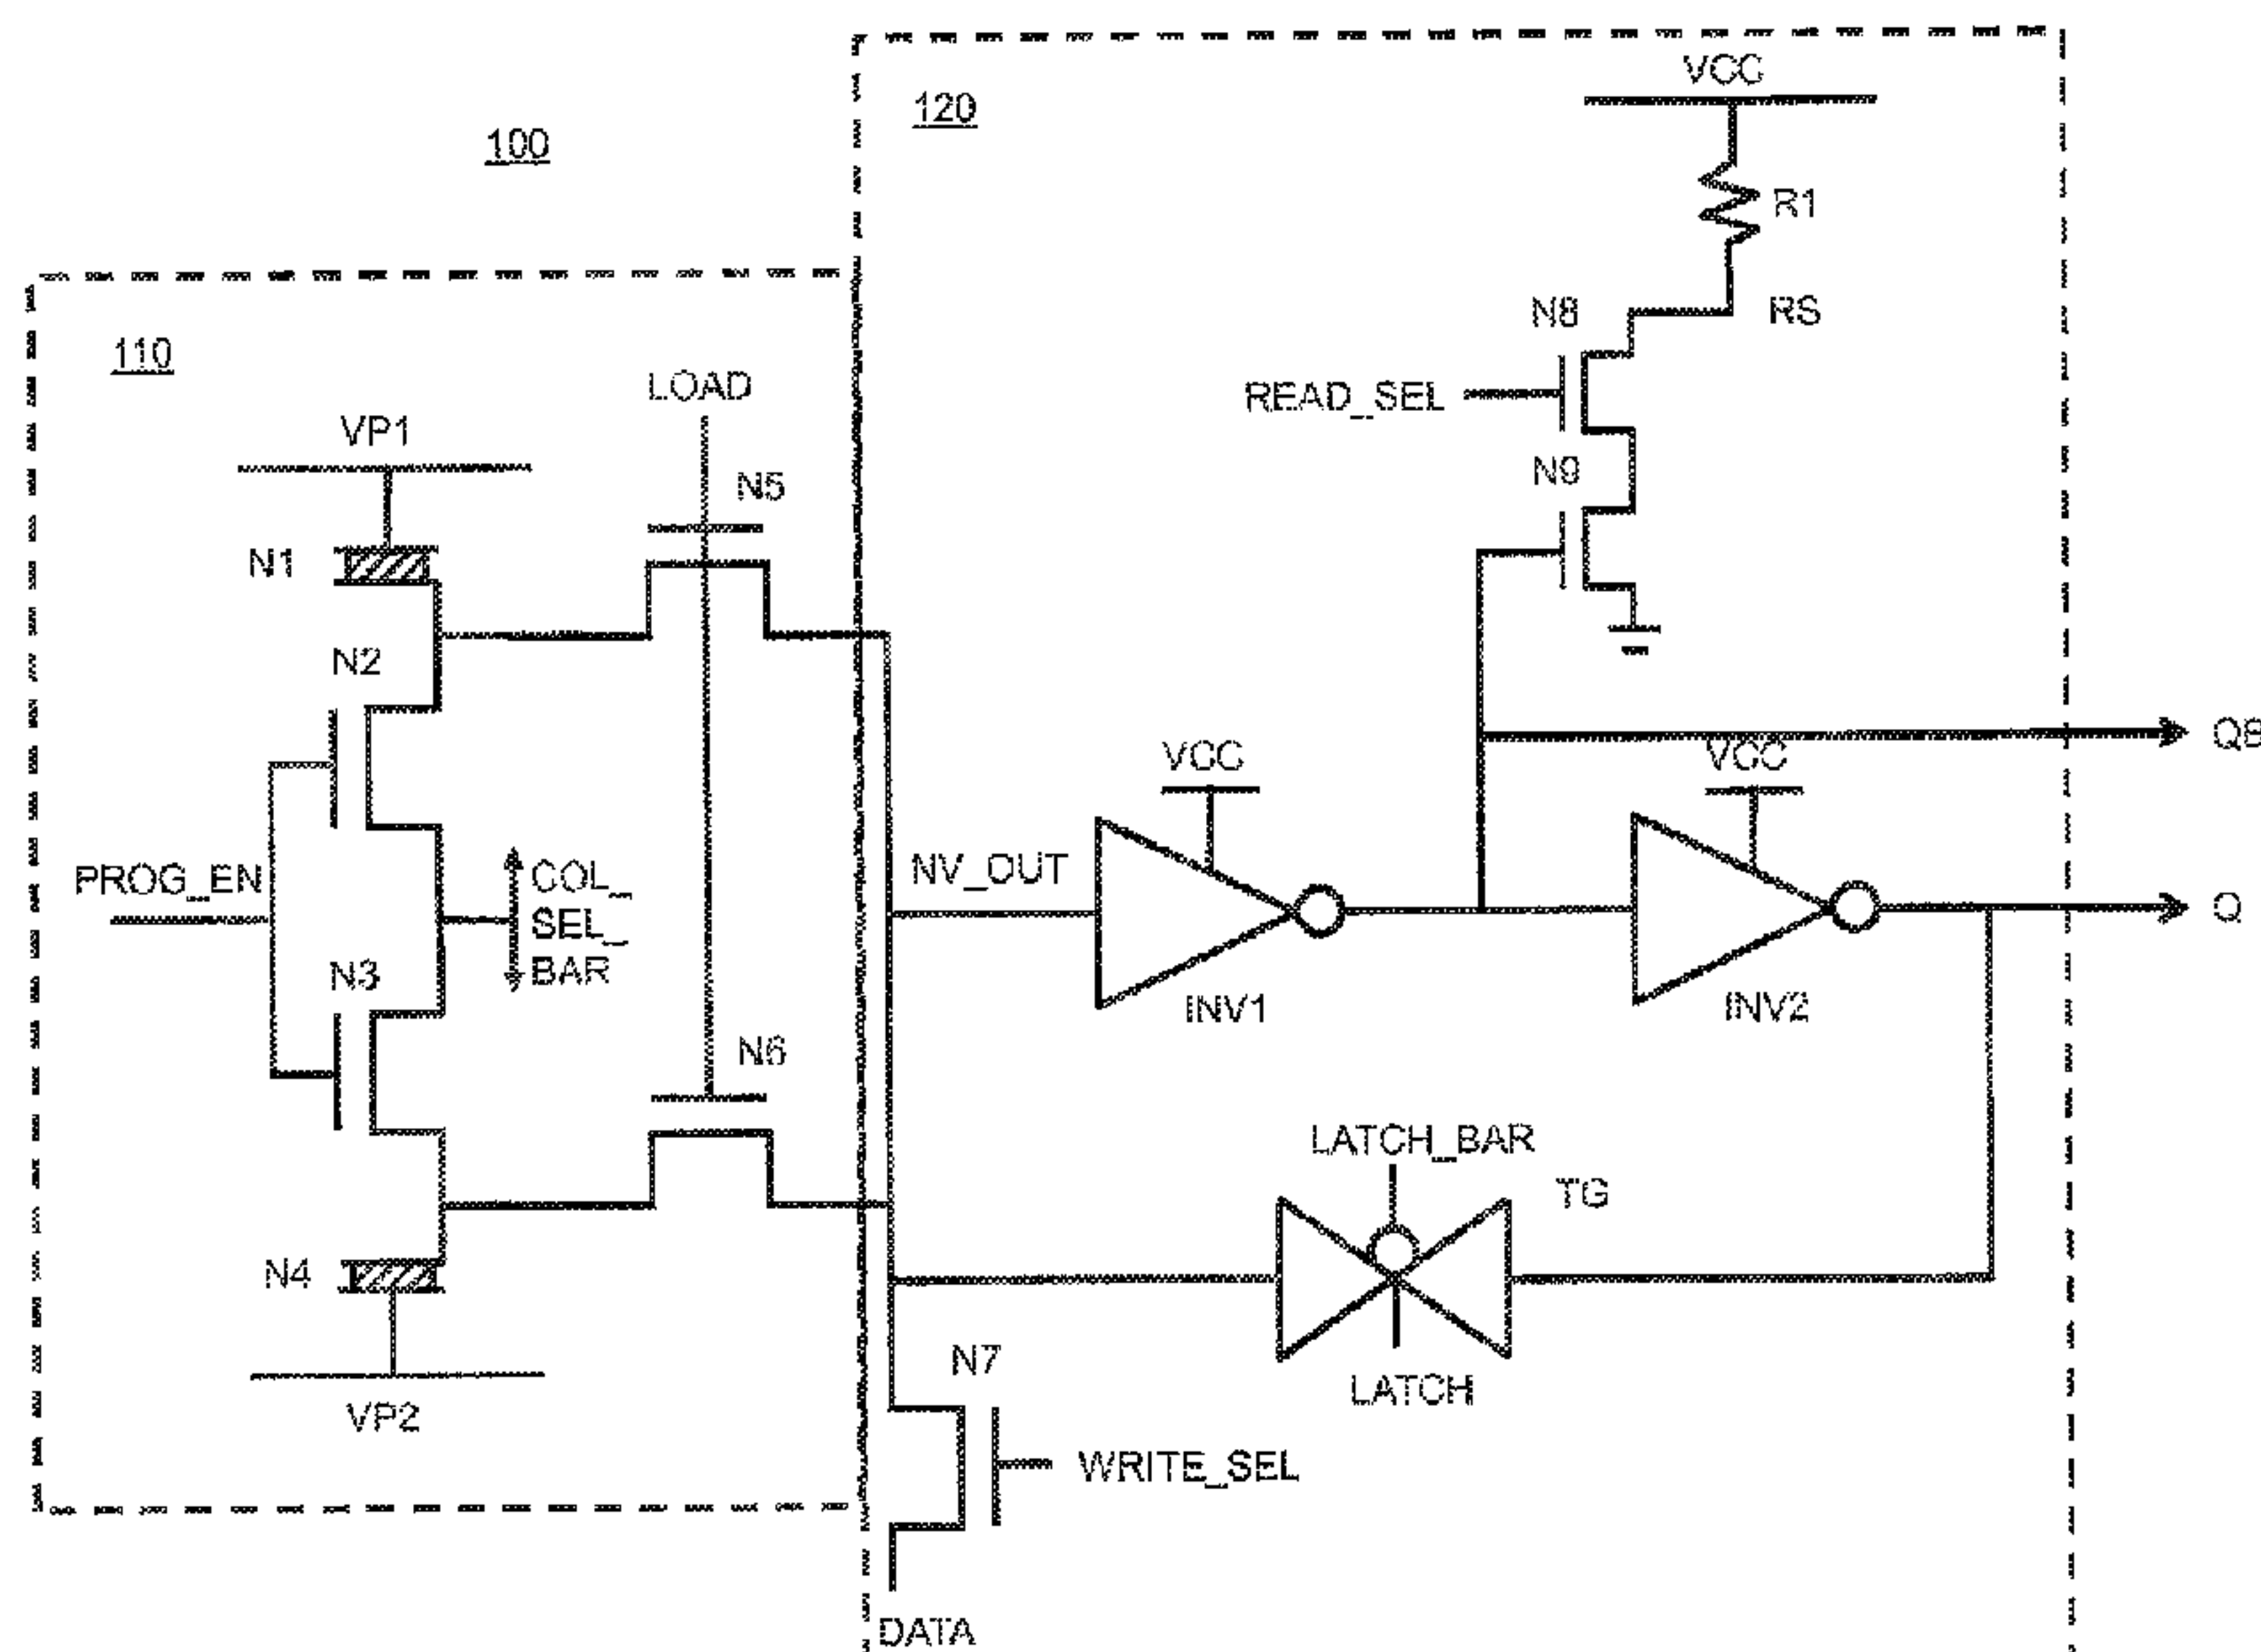 VCC
120
100
R1
N8
RS
110
LOAD
READ_SEL
VP1
N9
N5
N1
N2
QB
VCC
VCC
NV_OUT
PROG_EN
COL_
SEL_
BAR
Q
N3
INV1
INV2
N6
LATCH_BAR
TG
N4
N7
LATCH
VP2
WRITE_SEL
DATA